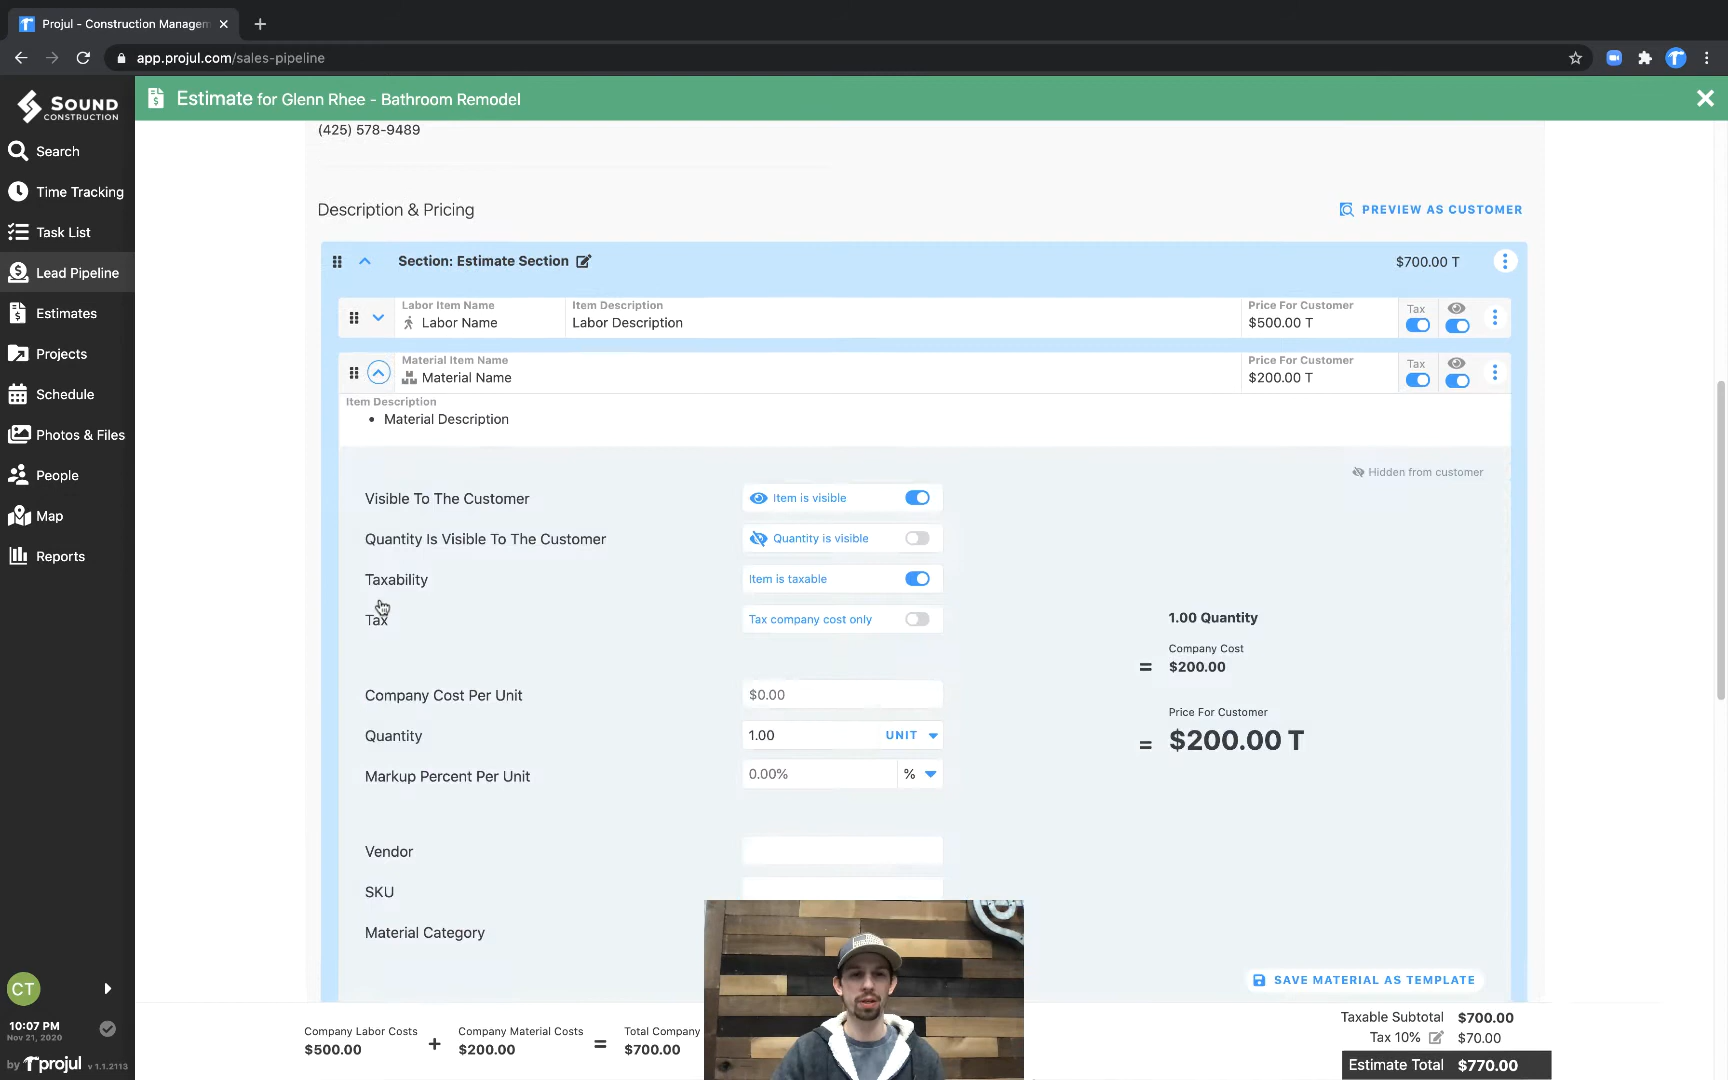 Projul - Construction Managem
app.projul.com/sales-pipeline
SOUND
CONSTRUCTION
Search
Time Tracking
Task List
Lead Pipeline
Estimates
Projects
Schedule
Photos & Files
People
Map
Reports
CT
10:07 PM
Nov 21, 2020
by projul v 1.1.2113
Estimate for Glenn Rhee - Bathroom Remodel
(425) 578-9489
Description & Pricing
PREVIEW AS CUSTOMER
Section: Estimate Section
$700.00 T
Labor Item Name Item Description Price For Customer Tax
Labor Name Labor Description $500.00 T
Material Item Name Price For Customer Tax
Material Name $200.00 T
Item Description
• Material Description
Hidden from customer
Visible To The Customer Item is visible
Quantity Is Visible To The Customer Quantity is visible
Taxability Item is taxable
Tax Tax company cost only
1.00 Quantity
Company Cost
= $200.00
Company Cost Per Unit $0.00
Price For Customer
Quantity 1.00 UNIT
= $200.00 T
Markup Percent Per Unit 0.00% %
Vendor
SKU
Material Category
SAVE MATERIAL AS TEMPLATE
Company Labor Costs Company Material Costs Total Company
$500.00 + $200.00 = $700.00
Taxable Subtotal $700.00
Tax 10% $70.00
Estimate Total $770.00